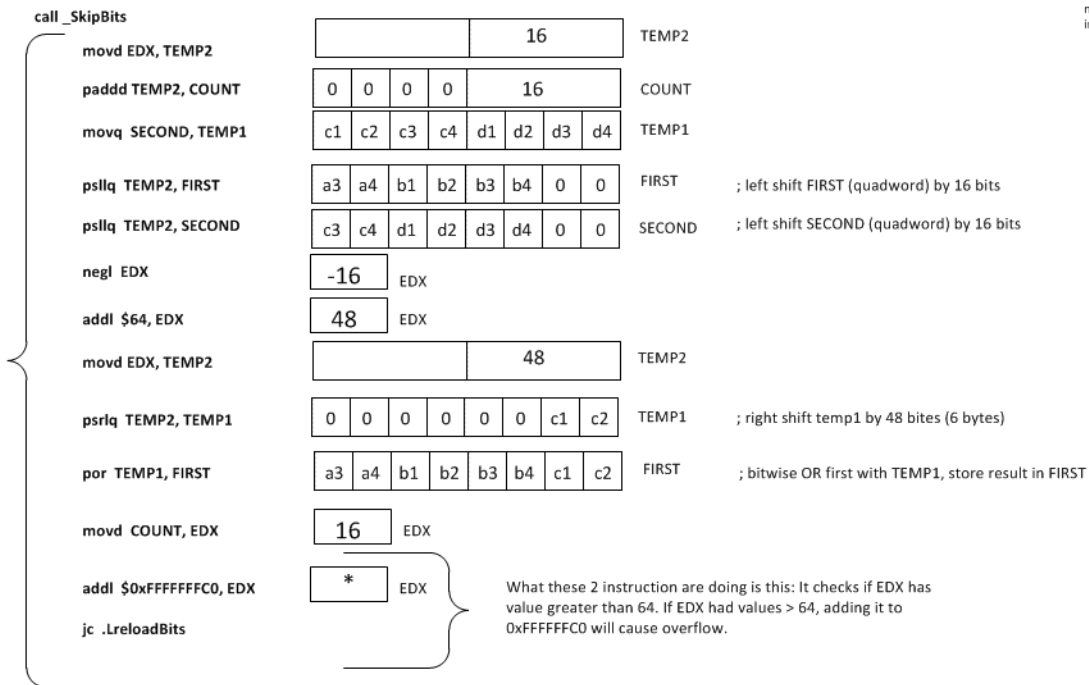 call _SkipBits
movd EDX, TEMP2 16 TEMP2
paddd TEMP2, COUNT 0 0 0 0 16 COUNT
movq SECOND, TEMP1 c1 c2 c3 c4 d1 d2 d3 d4 TEMP1
psllq TEMP2, FIRST a3 a4 b1 b2 b3 b4 0 0 FIRST ; left shift FIRST (quadword) by 16 bits
psllq TEMP2, SECOND c3 c4 d1 d2 d3 d4 0 0 SECOND ; left shift SECOND (quadword) by 16 bits
negl EDX -16 EDX
addl $64, EDX 48 EDX
movd EDX, TEMP2 48 TEMP2
psrlq TEMP2, TEMP1 0 0 0 0 0 0 c1 c2 TEMP1 ; right shift temp1 by 48 bites (6 bytes)
por TEMP1, FIRST a3 a4 b1 b2 b3 b4 c1 c2 FIRST ; bitwise OR first with TEMP1, store result in FIRST
movd COUNT, EDX 16 EDX
addl $0xFFFFFFFC0, EDX * EDX
jc .LreloadBits
What these 2 instruction are doing is this: It checks if EDX has
value greater than 64. If EDX had values > 64, adding it to
0xFFFFFFC0 will cause overflow.